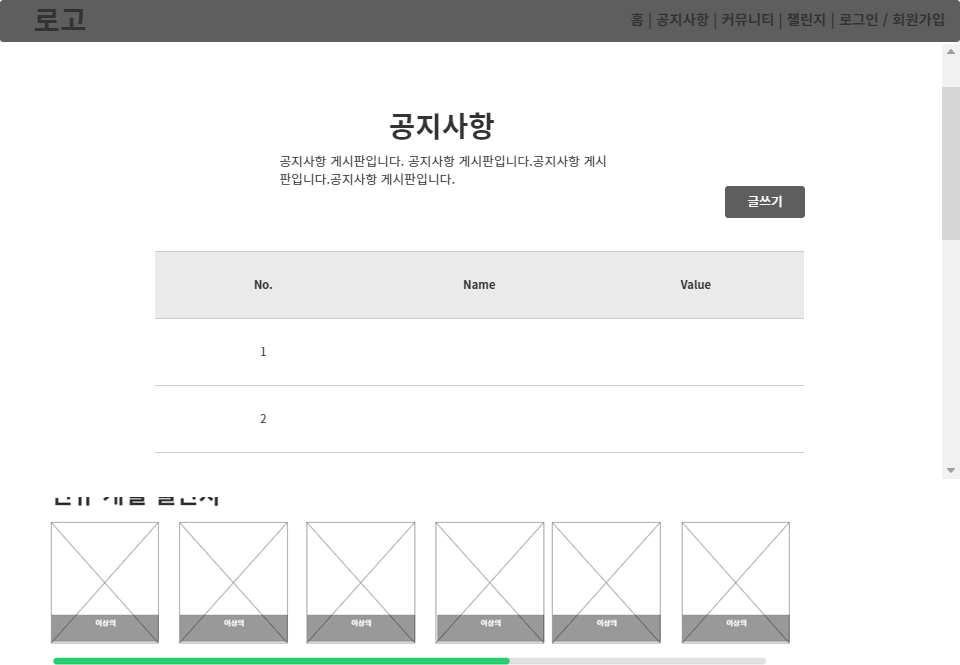 로고
홈 | 공지사항 | 커뮤니티 | 챌린지 | 로그인 / 회원가입
공지사항
공지사항 게시판입니다. 공지사항 게시판입니다.공지사항 게시
판입니다.공지사항 게시판입니다.
글쓰기
No. Name Value
1
2
챌린지
이상의 이상의 이상의 이상의 이상의 이상의